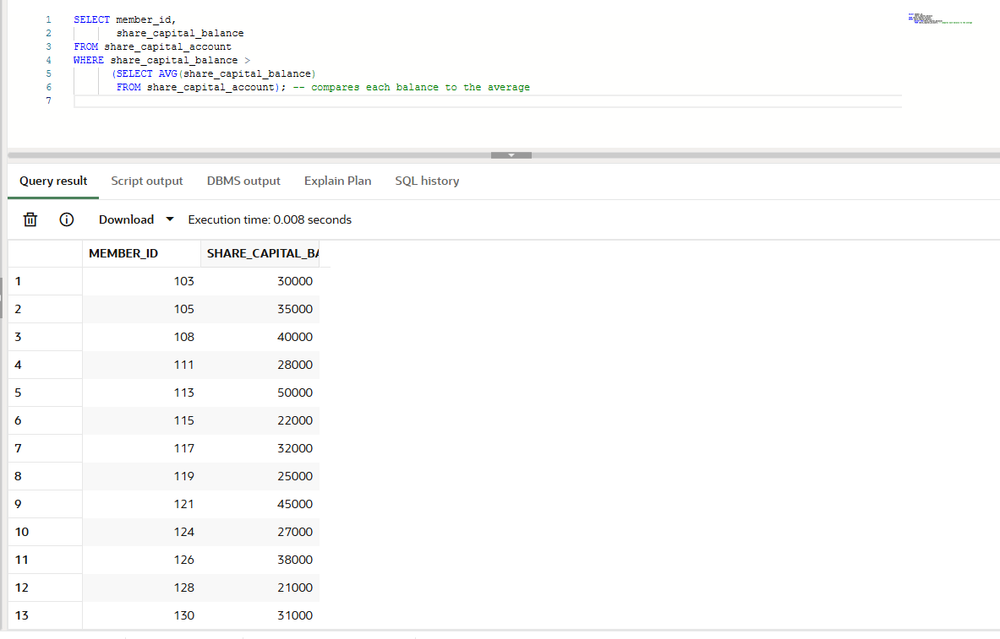 1 SELECT member_id,
2 share_capital_balance
3 FROM share_capital_account
4 WHERE share_capital_balance >
5 (SELECT AVG(share_capital_balance)
6 FROM share_capital_account); -- compares each balance to the average
7
Query result Script output DBMS output Explain Plan SQL history
Download Execution time: 0.008 seconds
MEMBER_ID SHARE_CAPITAL_BA
1 103 30000
2 105 35000
3 108 40000
4 111 28000
5 113 50000
6 115 22000
7 117 32000
8 119 25000
9 121 45000
10 124 27000
11 126 38000
12 128 21000
13 130 31000